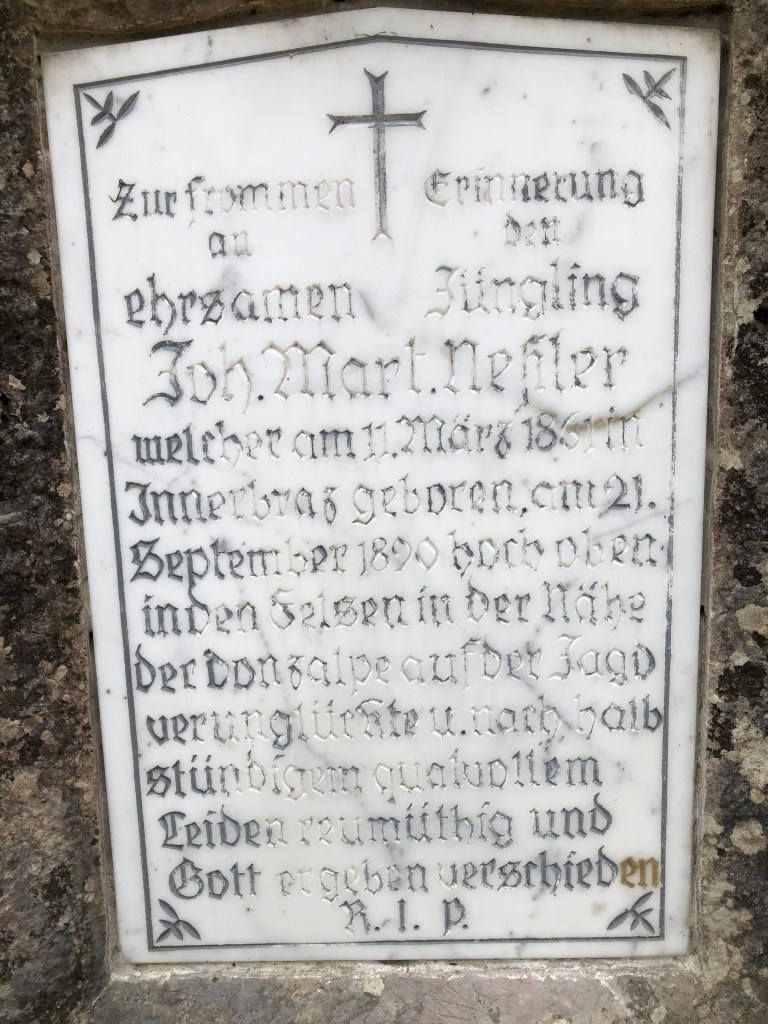 Zur frommen Erinnerung
an den
ehrsamen Jüngling
Joh. Mart. Neßler
welcher am 11. März 1861 in
Innerbraz geboren, am 21.
September 1890 hoch oben
in den Felsen in der Nähe
der Donzalpe auf der Jagd
verunglückte u. nach halb
stündigem qualvollem
Leiden reumüthig und
Gott ergeben verschieden
R. I. P.